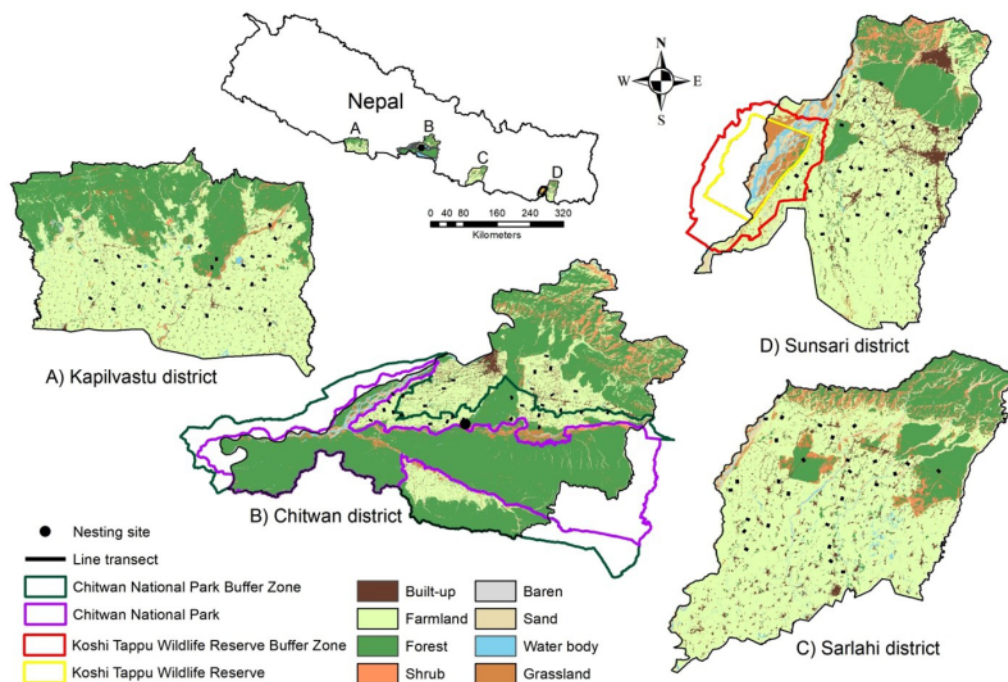 N
W E
S
Nepal
A
B
C
D
0 40 80 160 240 320
Kilometers
A) Kapilvastu district
D) Sunsari district
B) Chitwan district
C) Sarlahi district
Nesting site
Line transect
Chitwan National Park Buffer Zone
Chitwan National Park
Koshi Tappu Wildlife Reserve Buffer Zone
Koshi Tappu Wildlife Reserve
Built-up
Farmland
Forest
Shrub
Baren
Sand
Water body
Grassland